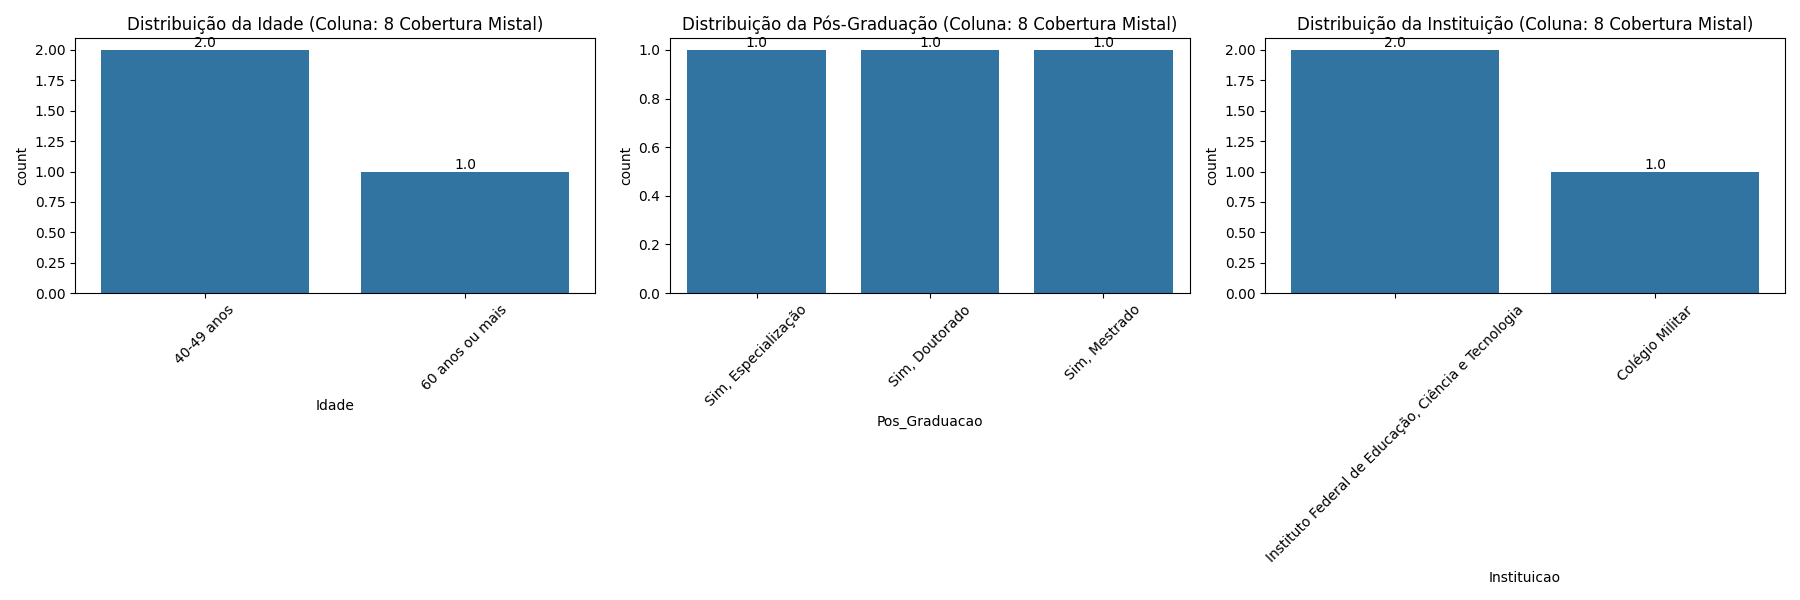 Distribuição da Idade (Coluna: 8 Cobertura Mistal)
2.00
1.75
1.50
1.25
1.00
0.75
0.50
0.25
0.00
count
2.0
1.0
40-49 anos
60 anos ou mais
Idade
Distribuição da Pós-Graduação (Coluna: 8 Cobertura Mistal)
1.0
0.8
0.6
0.4
0.2
0.0
count
1.0
1.0
1.0
Sim, Especialização
Sim, Doutorado
Sim, Mestrado
Pos_Graduacao
Distribuição da Instituição (Coluna: 8 Cobertura Mistal)
2.00
1.75
1.50
1.25
1.00
0.75
0.50
0.25
0.00
count
2.0
1.0
Instituto Federal de Educação, Ciência e Tecnologia
Colégio Militar
Instituicao